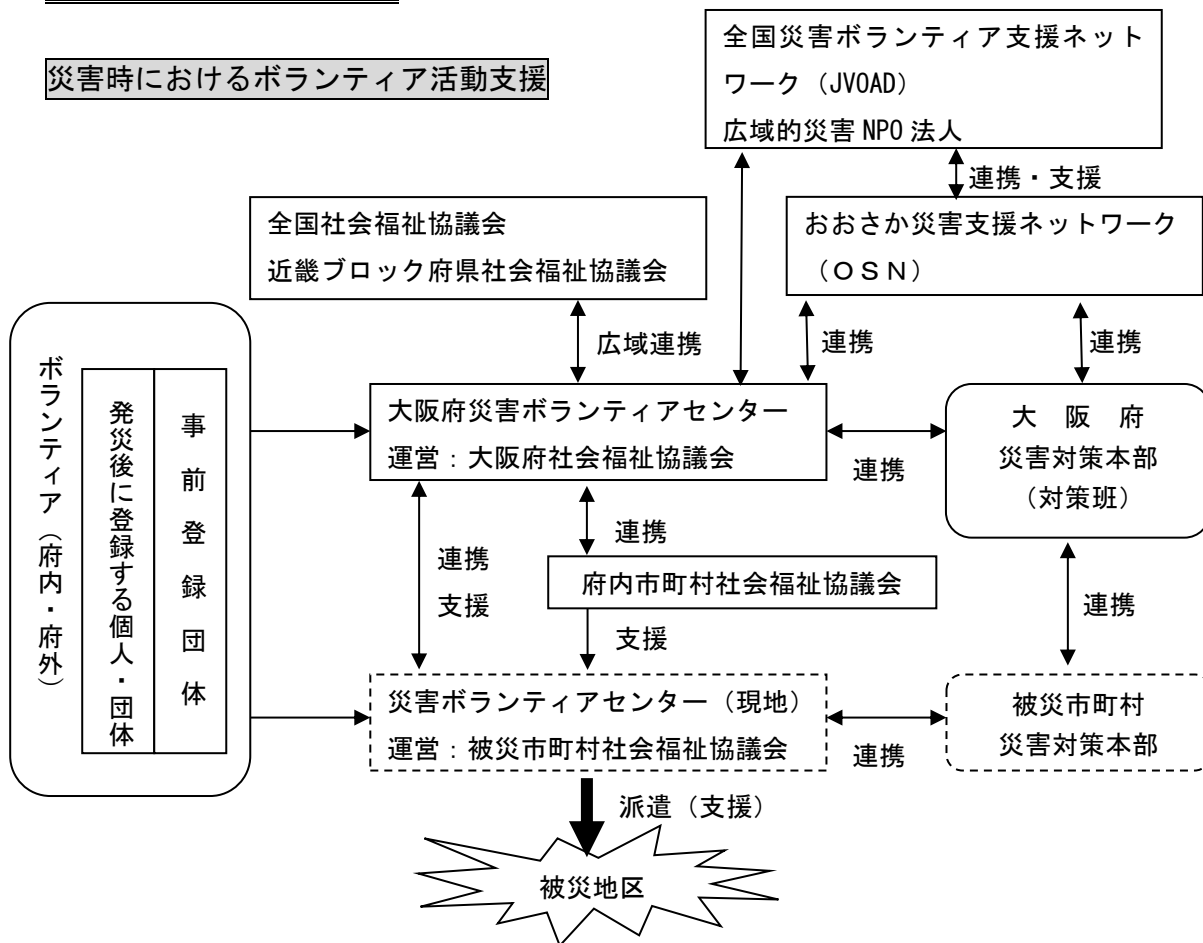 災害時におけるボランティア活動支援
全国災害ボランティア支援ネット
ワーク（JVOAD）
広域的災害 NPO 法人
連携・支援
全国社会福祉協議会
近畿ブロック府県社会福祉協議会
おおさか災害支援ネットワーク
（ＯＳＮ）
広域連携
連携
連携
ボランティア（府内・府外）
発災後に登録する個人・団体
事前登録団体
大阪府災害ボランティアセンター
運営：大阪府社会福祉協議会
連携
大　阪　府
災害対策本部
（対策班）
連携
支援
連携
府内市町村社会福祉協議会
支援
連携
災害ボランティアセンター（現地）
運営：被災市町村社会福祉協議会
連携
被災市町村
災害対策本部
派遣（支援）
被災地区